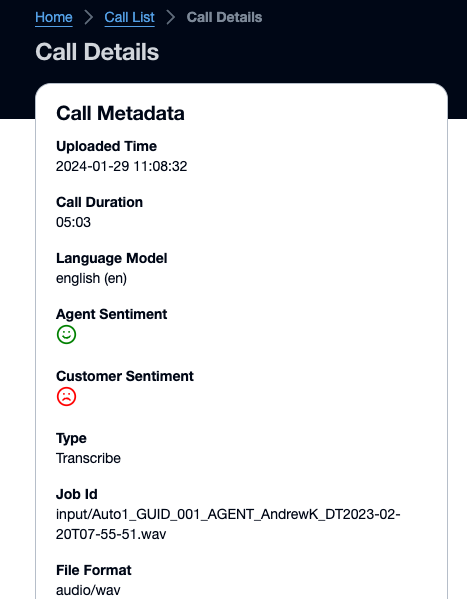 Home > Call List > Call Details
Call Details
Call Metadata
Uploaded Time
2024-01-29 11:08:32
Call Duration
05:03
Language Model
english (en)
Agent Sentiment
Customer Sentiment
Type
Transcribe
Job Id
input/Auto1_GUID_001_AGENT_AndrewK_DT2023-02-
20T07-55-51.wav
File Format
audio/wav